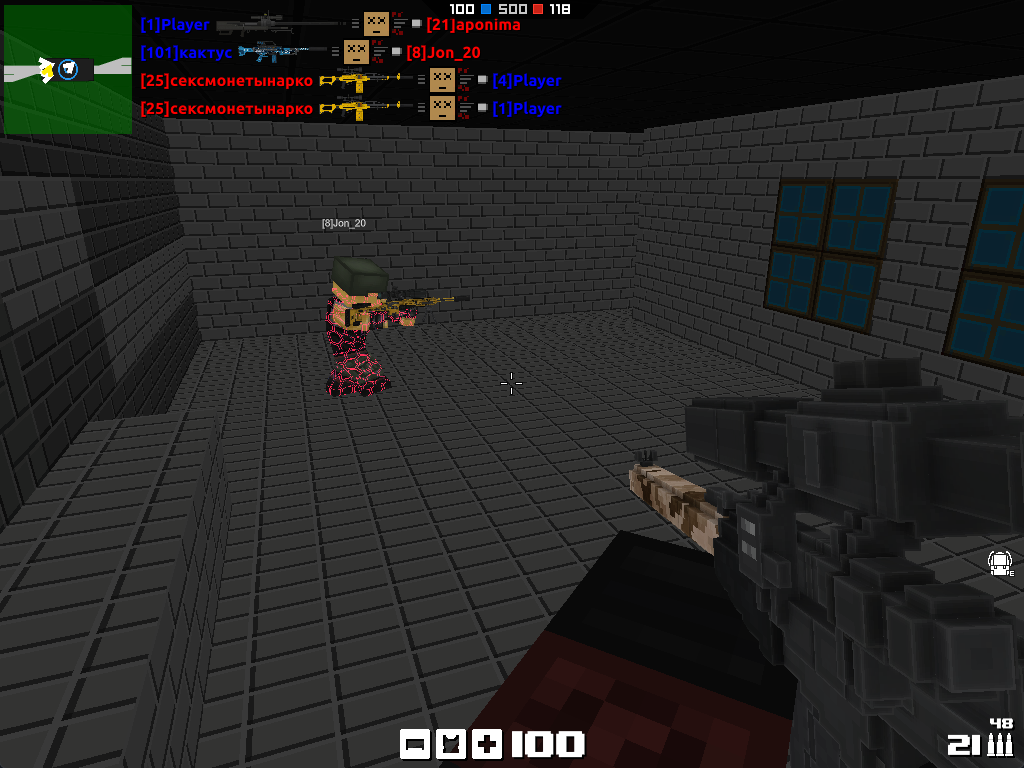 100 500 118
[1]Player [21]aponima
[101]кактус [8]Jon_20
[25]сексмонетынарко [4]Player
[25]сексмонетынарко [1]Player
[8]Jon_20
E
48
100
21